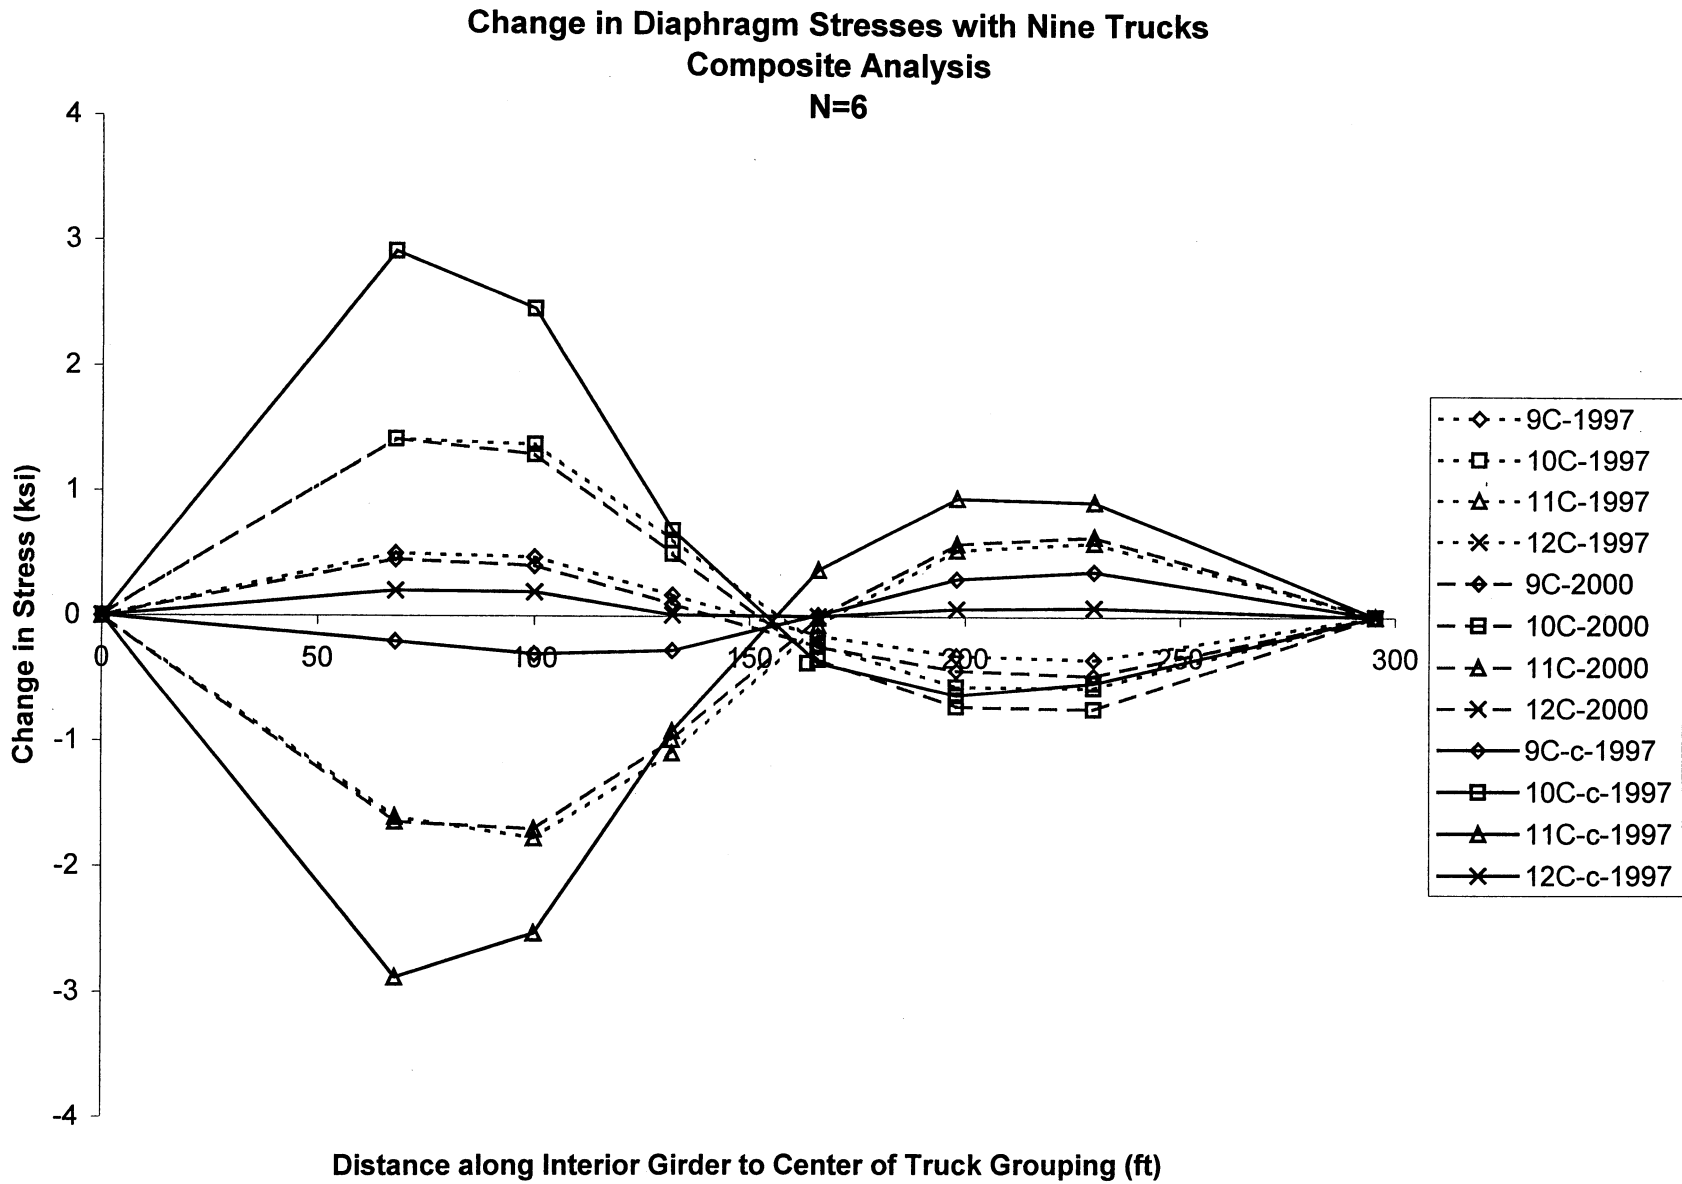 Change in Diaphragm Stresses with Nine Trucks
Composite Analysis
N=6
4
3
2
1
0
-1
-2
-3
-4
Change in Stress (ksi)
0 50 100 150 200 250 300
Distance along Interior Girder to Center of Truck Grouping (ft)
9C-1997
10C-1997
11C-1997
12C-1997
9C-2000
10C-2000
11C-2000
12C-2000
9C-c-1997
10C-c-1997
11C-c-1997
12C-c-1997